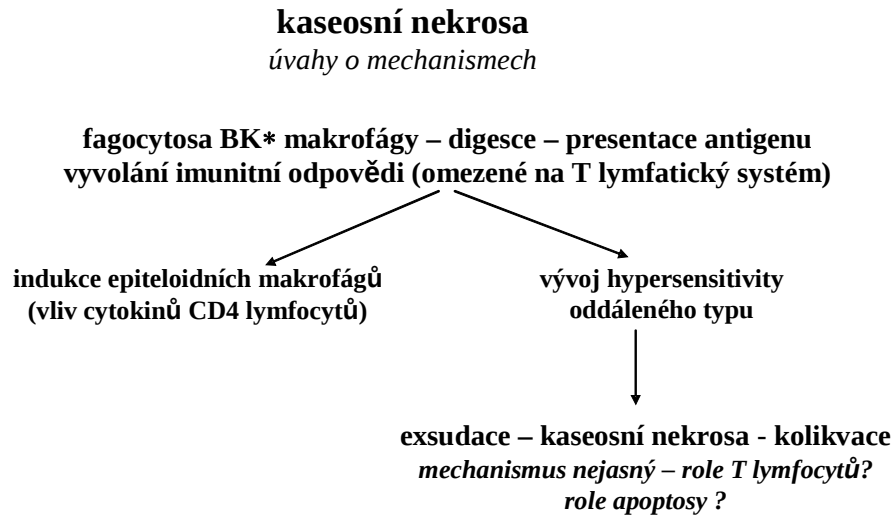 kaseosní nekrosa
úvahy o mechanismech
fagocytosa BK* makrofágy – digesce – presentace antigenu
vyvolání imunitní odpovědi (omezené na T lymfatický systém)
indukce epiteloidních makrofágů
(vliv cytokinů CD4 lymfocytů)
vývoj hypersensitivity
oddáleného typu
exsudace – kaseosní nekrosa - kolikvace
mechanismus nejasný – role T lymfocytů?
role apoptosy ?